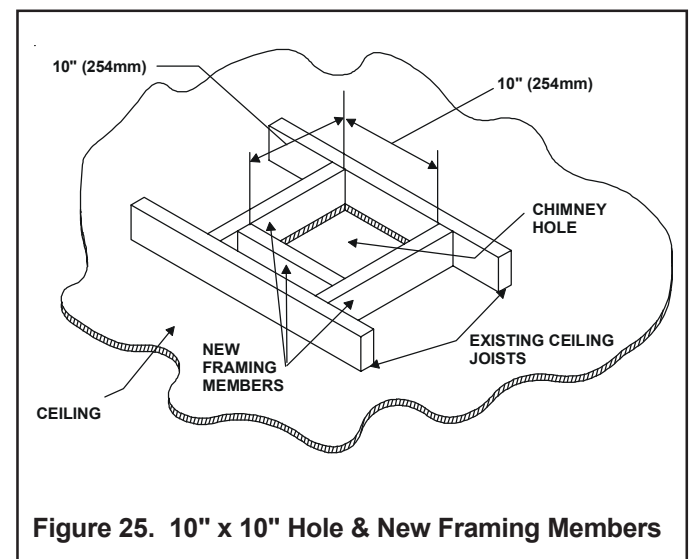 10" (254mm)
10" (254mm)
CHIMNEY
HOLE
NEW
FRAMING
MEMBERS
EXISTING CEILING
JOISTS
CEILING
Figure 25. 10" x 10" Hole & New Framing Members